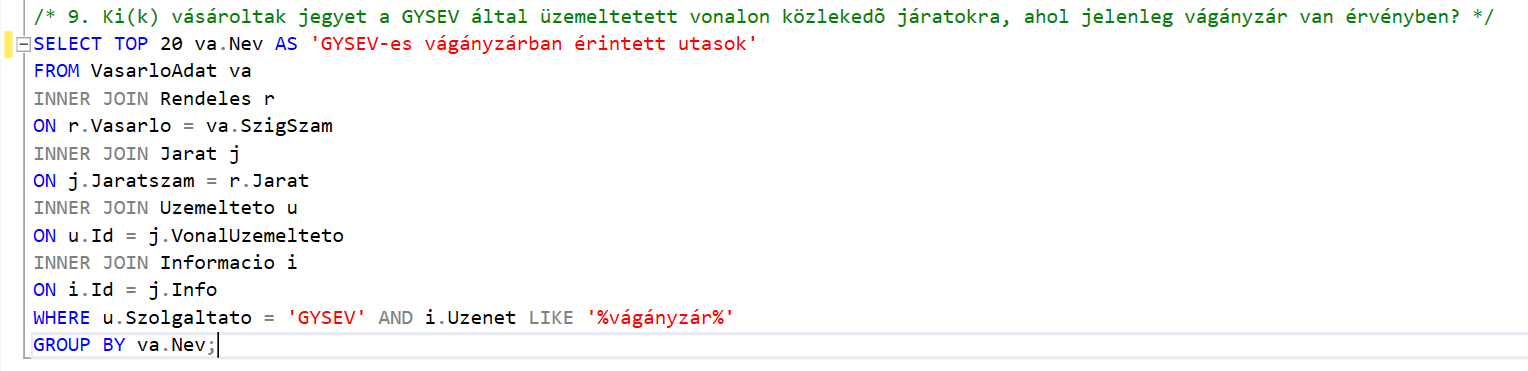 /* 9. Ki(k) vásároltak jegyet a GYSEV által üzemeltetett vonalon közlekedõ járatokra, ahol jelenleg vágányzár van érvényben? */
SELECT TOP 20 va.Nev AS 'GYSEV-es vágányzárban érintett utasok'
FROM VasarloAdat va
INNER JOIN Rendeles r
ON r.Vasarlo = va.SzigSzam
INNER JOIN Jarat j
ON j.Jaratszam = r.Jarat
INNER JOIN Uzemelteto u
ON u.Id = j.VonalUzemelteto
INNER JOIN Informacio i
ON i.Id = j.Info
WHERE u.Szolgaltato = 'GYSEV' AND i.Uzenet LIKE '%vágányzár%'
GROUP BY va.Nev;